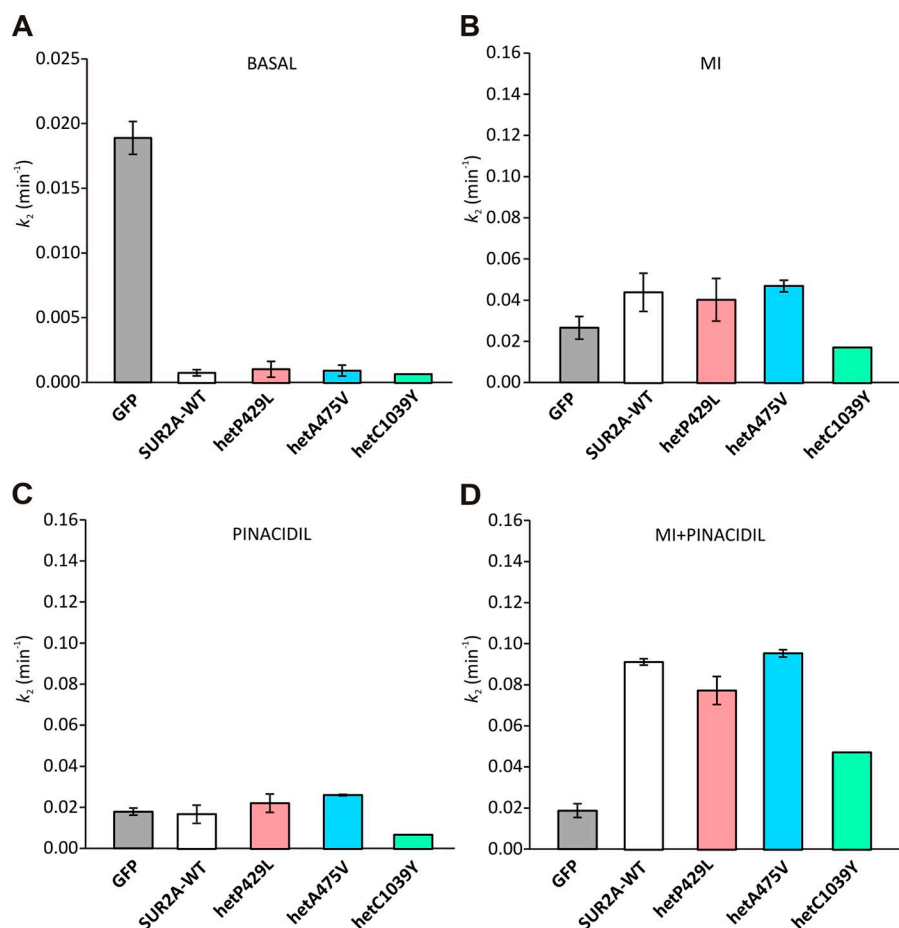 A
BASAL
0.025
0.020
0.015
0.010
0.005
0.000
k₂ (min⁻¹)
GFP
SUR2A-WT
hetP429L
hetA475V
hetC1039Y
B
MI
0.16
0.14
0.12
0.10
0.08
0.06
0.04
0.02
0.00
k₂ (min⁻¹)
GFP
SUR2A-WT
hetP429L
hetA475V
hetC1039Y
C
PINACIDIL
0.16
0.14
0.12
0.10
0.08
0.06
0.04
0.02
0.00
k₂ (min⁻¹)
GFP
SUR2A-WT
hetP429L
hetA475V
hetC1039Y
D
MI+PINACIDIL
0.16
0.14
0.12
0.10
0.08
0.06
0.04
0.02
0.00
k₂ (min⁻¹)
GFP
SUR2A-WT
hetP429L
hetA475V
hetC1039Y